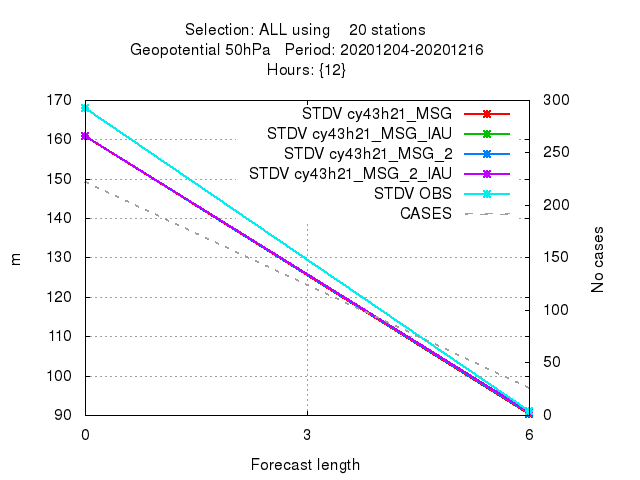 Selection: ALL using    20 stations
Geopotential 50hPa   Period: 20201204-20201216
Hours: {12}
170 300
STDV cy43h21_MSG
160 STDV cy43h21_MSG_IAU
250
STDV cy43h21_MSG_2
150 STDV cy43h21_MSG_2_IAU
STDV OBS
200
140 CASES
130 150
120
100
110
100 50
90 0
m
No cases
0 3 6
Forecast length